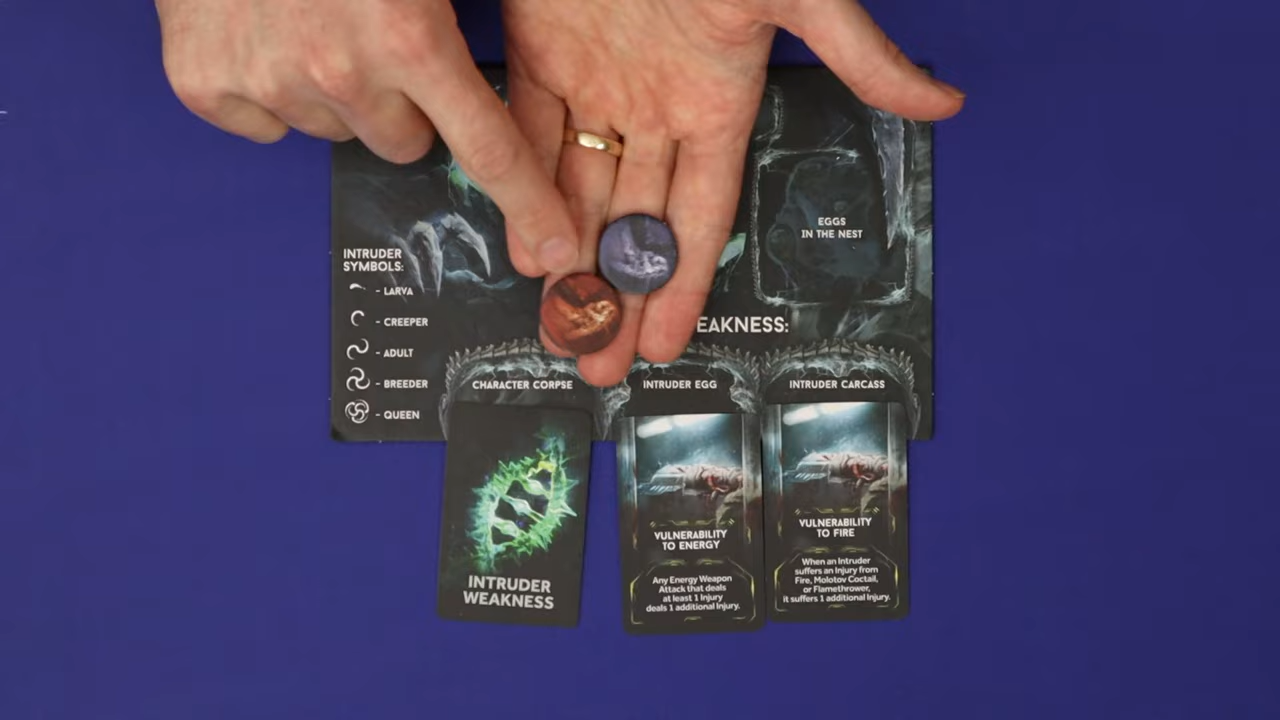 EGGS
IN THE NEST
INTRUDER
SYMBOLS:
- LARVA
- CREEPER
- ADULT
- BREEDER
- QUEEN
EAKNESS:
CHARACTER CORPSE
INTRUDER EGG
INTRUDER CARCASS
INTRUDER
WEAKNESS
VULNERABILITY
TO ENERGY
Any Energy Weapon
Attack that deals
at least 1 Injury
deals 1 additional Injury.
VULNERABILITY
TO FIRE
When an Intruder
suffers an Injury from
Fire, Molotov Coctail,
or Flamethrower,
it suffers 1 additional Injury.